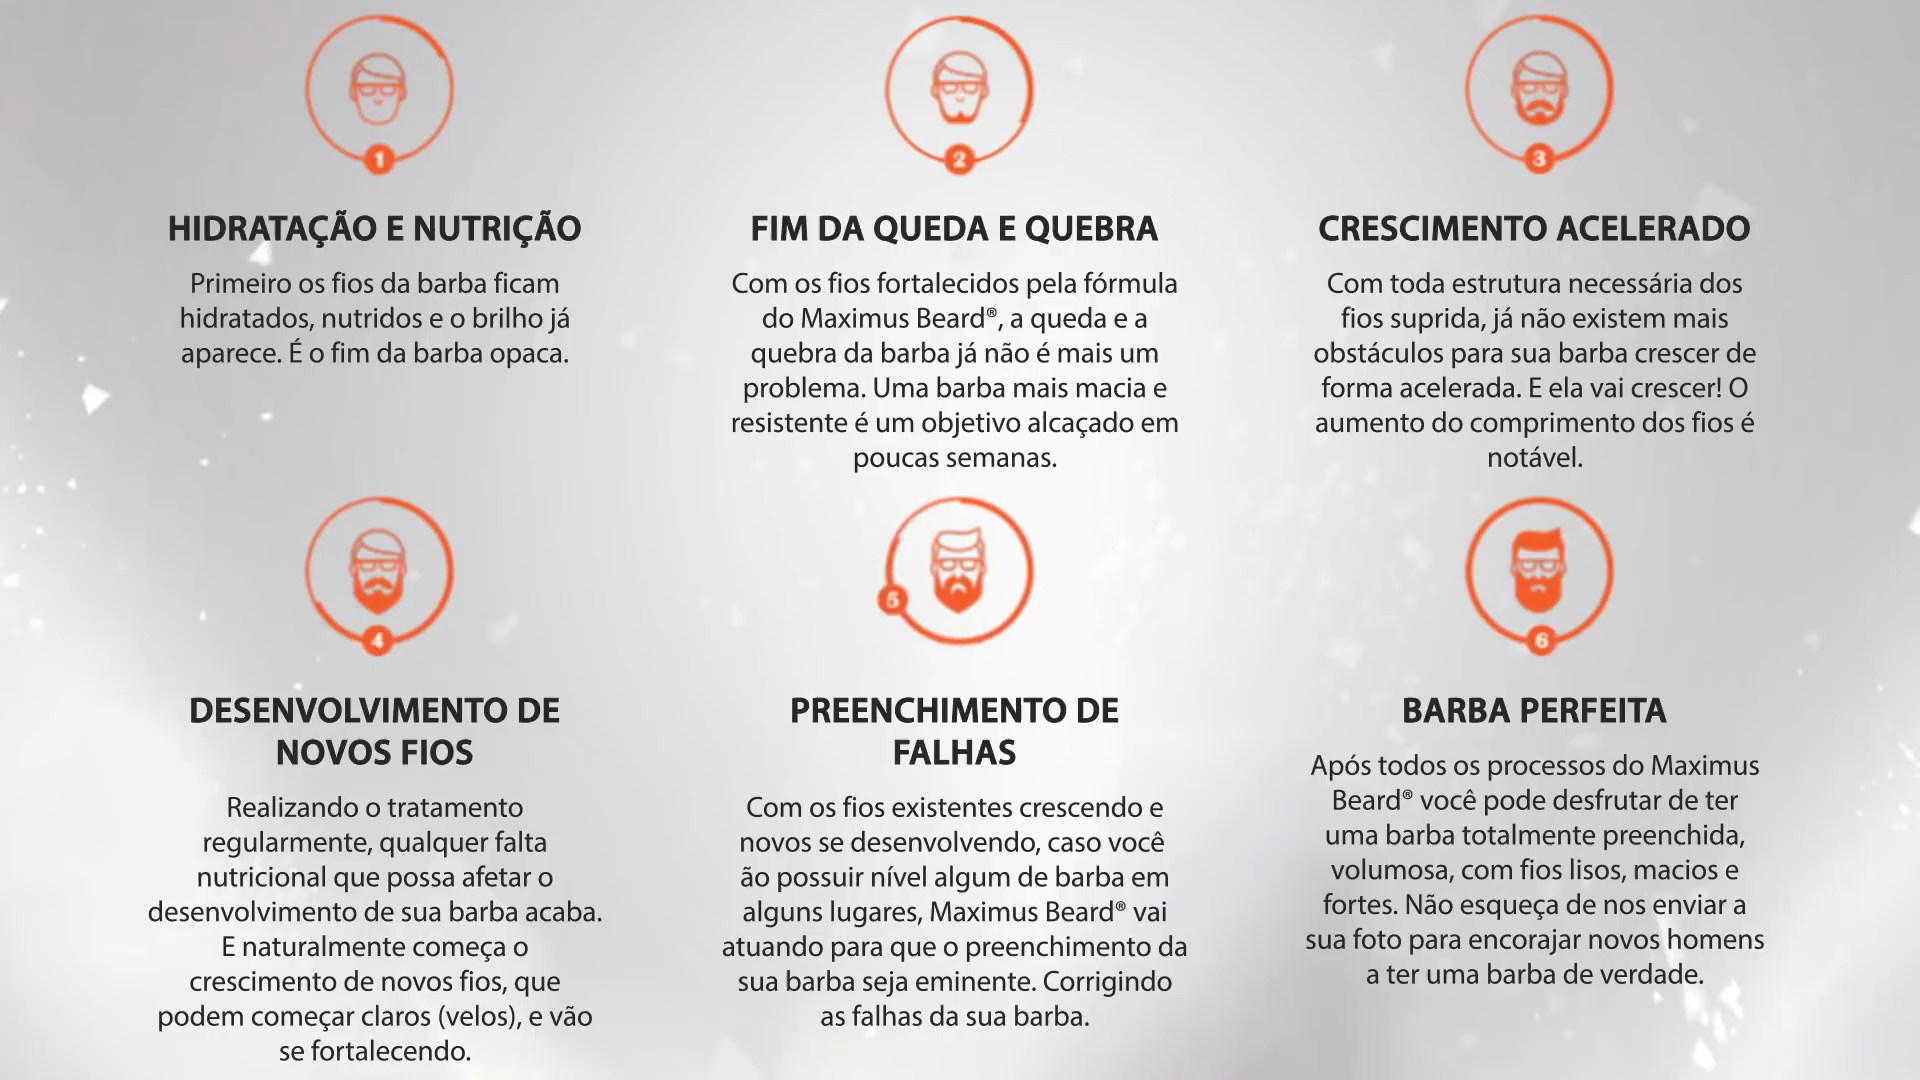 1
HIDRATAÇÃO E NUTRIÇÃO
Primeiro os fios da barba ficam
hidratados, nutridos e o brilho já
aparece. É o fim da barba opaca.
2
FIM DA QUEDA E QUEBRA
Com os fios fortalecidos pela fórmula
do Maximus Beard®, a queda e a
quebra da barba já não é mais um
problema. Uma barba mais macia e
resistente é um objetivo alcaçado em
poucas semanas.
3
CRESCIMENTO ACELERADO
Com toda estrutura necessária dos
fios suprida, já não existem mais
obstáculos para sua barba crescer de
forma acelerada. E ela vai crescer! O
aumento do comprimento dos fios é
notável.
4
DESENVOLVIMENTO DE
NOVOS FIOS
Realizando o tratamento
regularmente, qualquer falta
nutricional que possa afetar o
desenvolvimento de sua barba acaba.
E naturalmente começa o
crescimento de novos fios, que
podem começar claros (velos), e vão
se fortalecendo.
5
PREENCHIMENTO DE
FALHAS
Com os fios existentes crescendo e
novos se desenvolvendo, caso você
ão possuir nível algum de barba em
alguns lugares, Maximus Beard® vai
atuando para que o preenchimento da
sua barba seja eminente. Corrigindo
as falhas da sua barba.
6
BARBA PERFEITA
Após todos os processos do Maximus
Beard® você pode desfrutar de ter
uma barba totalmente preenchida,
volumosa, com fios lisos, macios e
fortes. Não esqueça de nos enviar a
sua foto para encorajar novos homens
a ter uma barba de verdade.